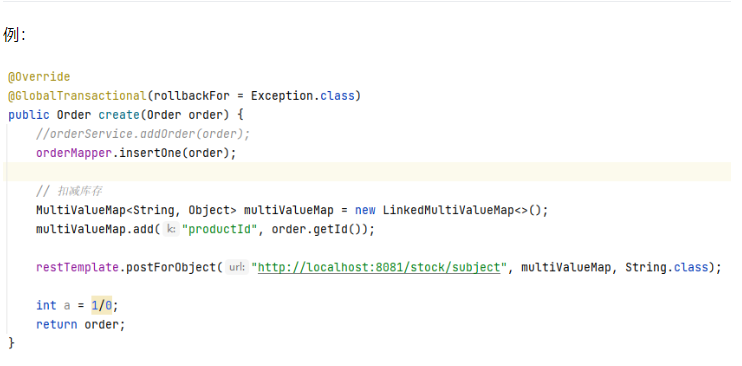 例：
@Override
@GlobalTransactional(rollbackFor = Exception.class)
public Order create(Order order) {
//orderService.addOrder(order);
orderMapper.insertOne(order);
// 扣减库存
MultiValueMap<String, Object> multiValueMap = new LinkedMultiValueMap<>();
multiValueMap.add( k: "productId", order.getId());
restTemplate.postForObject( url: "http://localhost:8081/stock/subject", multiValueMap, String.class);
int a = 1/0;
return order;
}